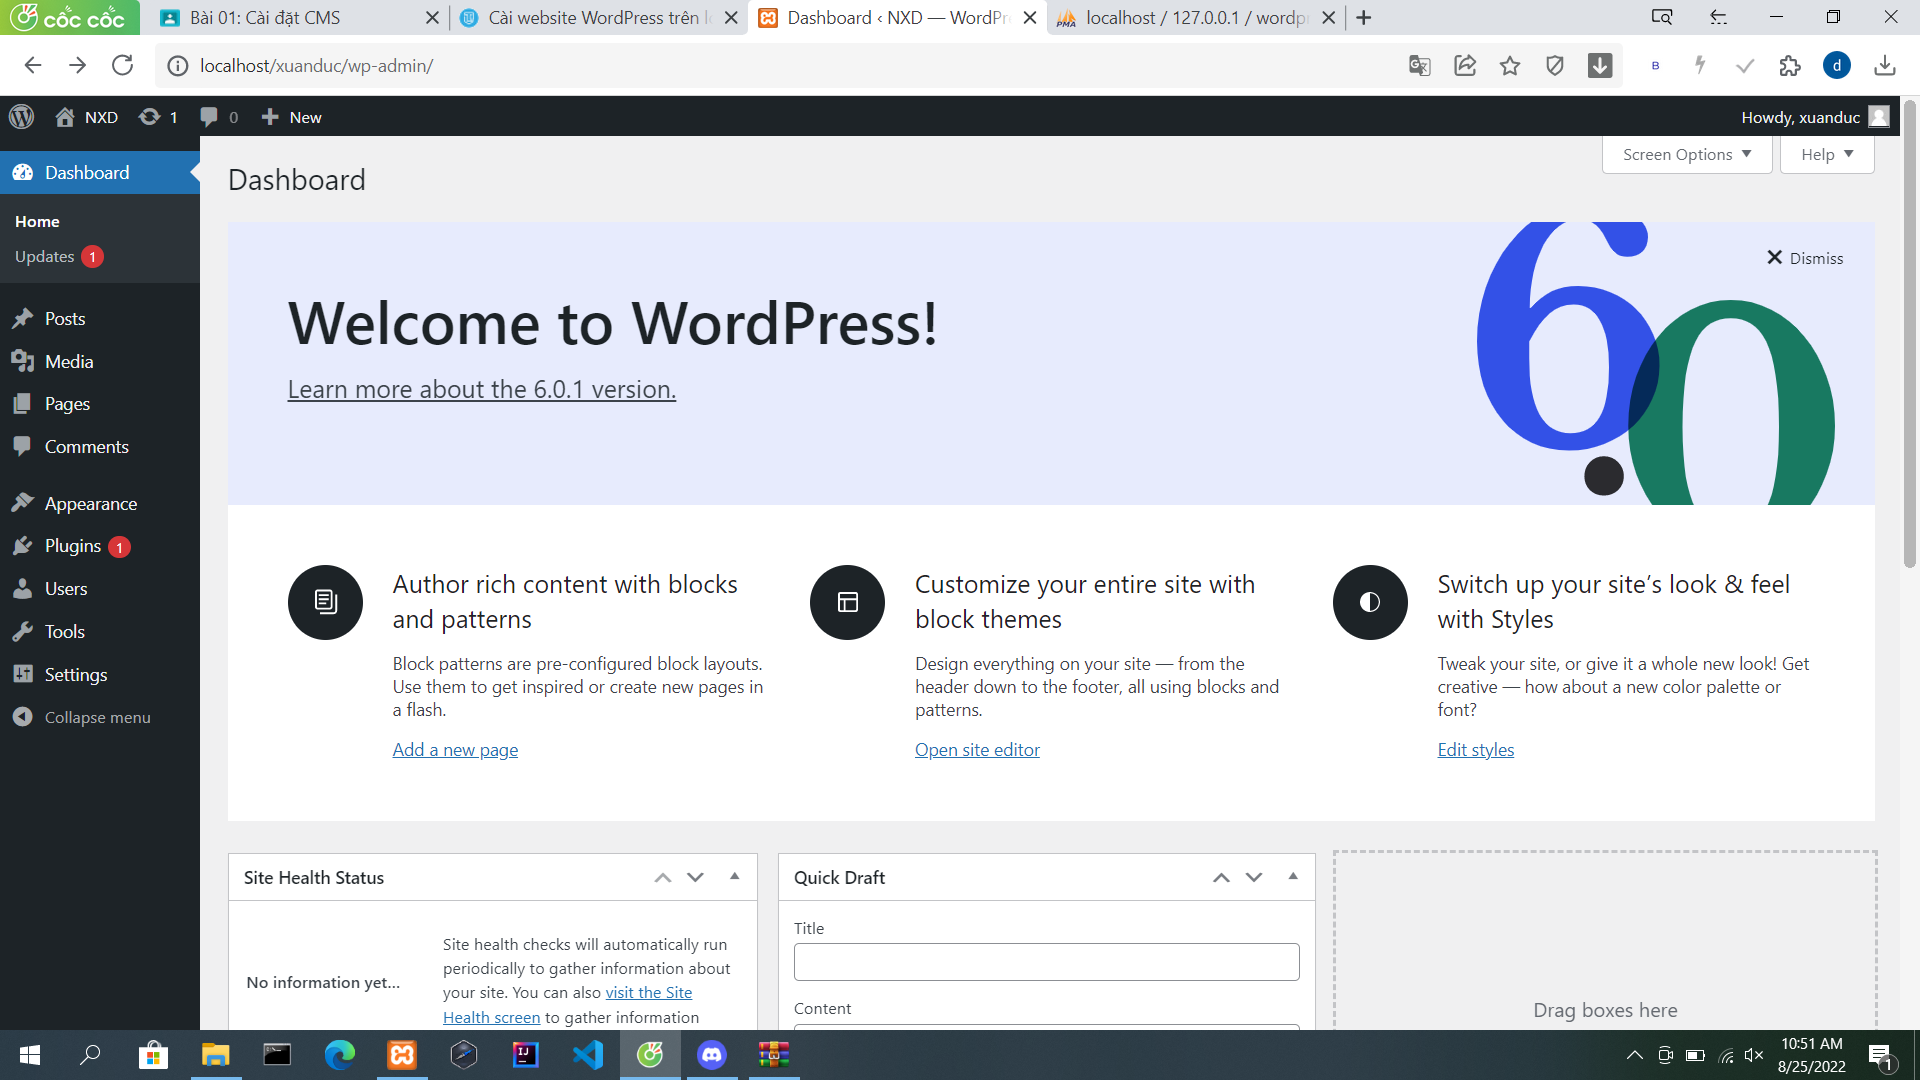 cốc cốc
Bài 01: Cài đặt CMS
Cài website WordPress trên l
Dashboard ‹ NXD — WordPr
localhost / 127.0.0.1 / wordp
localhost/xuanduc/wp-admin/
B
d
NXD
1
0
New
Howdy, xuanduc
Dashboard
Home
Updates 1
Posts
Media
Pages
Comments
Appearance
Plugins 1
Users
Tools
Settings
Collapse menu
Screen Options
Help
Dashboard
Dismiss
6.0
Welcome to WordPress!
Learn more about the 6.0.1 version.
Author rich content with blocks
and patterns
Block patterns are pre-configured block layouts.
Use them to get inspired or create new pages in
a flash.
Add a new page
Customize your entire site with
block themes
Design everything on your site — from the
header down to the footer, all using blocks and
patterns.
Open site editor
Switch up your site’s look & feel
with Styles
Tweak your site, or give it a whole new look! Get
creative — how about a new color palette or
font?
Edit styles
Site Health Status
No information yet…
Site health checks will automatically run
periodically to gather information about
your site. You can also visit the Site
Health screen to gather information
Quick Draft
Title
Content
Drag boxes here
10:51 AM
8/25/2022
1